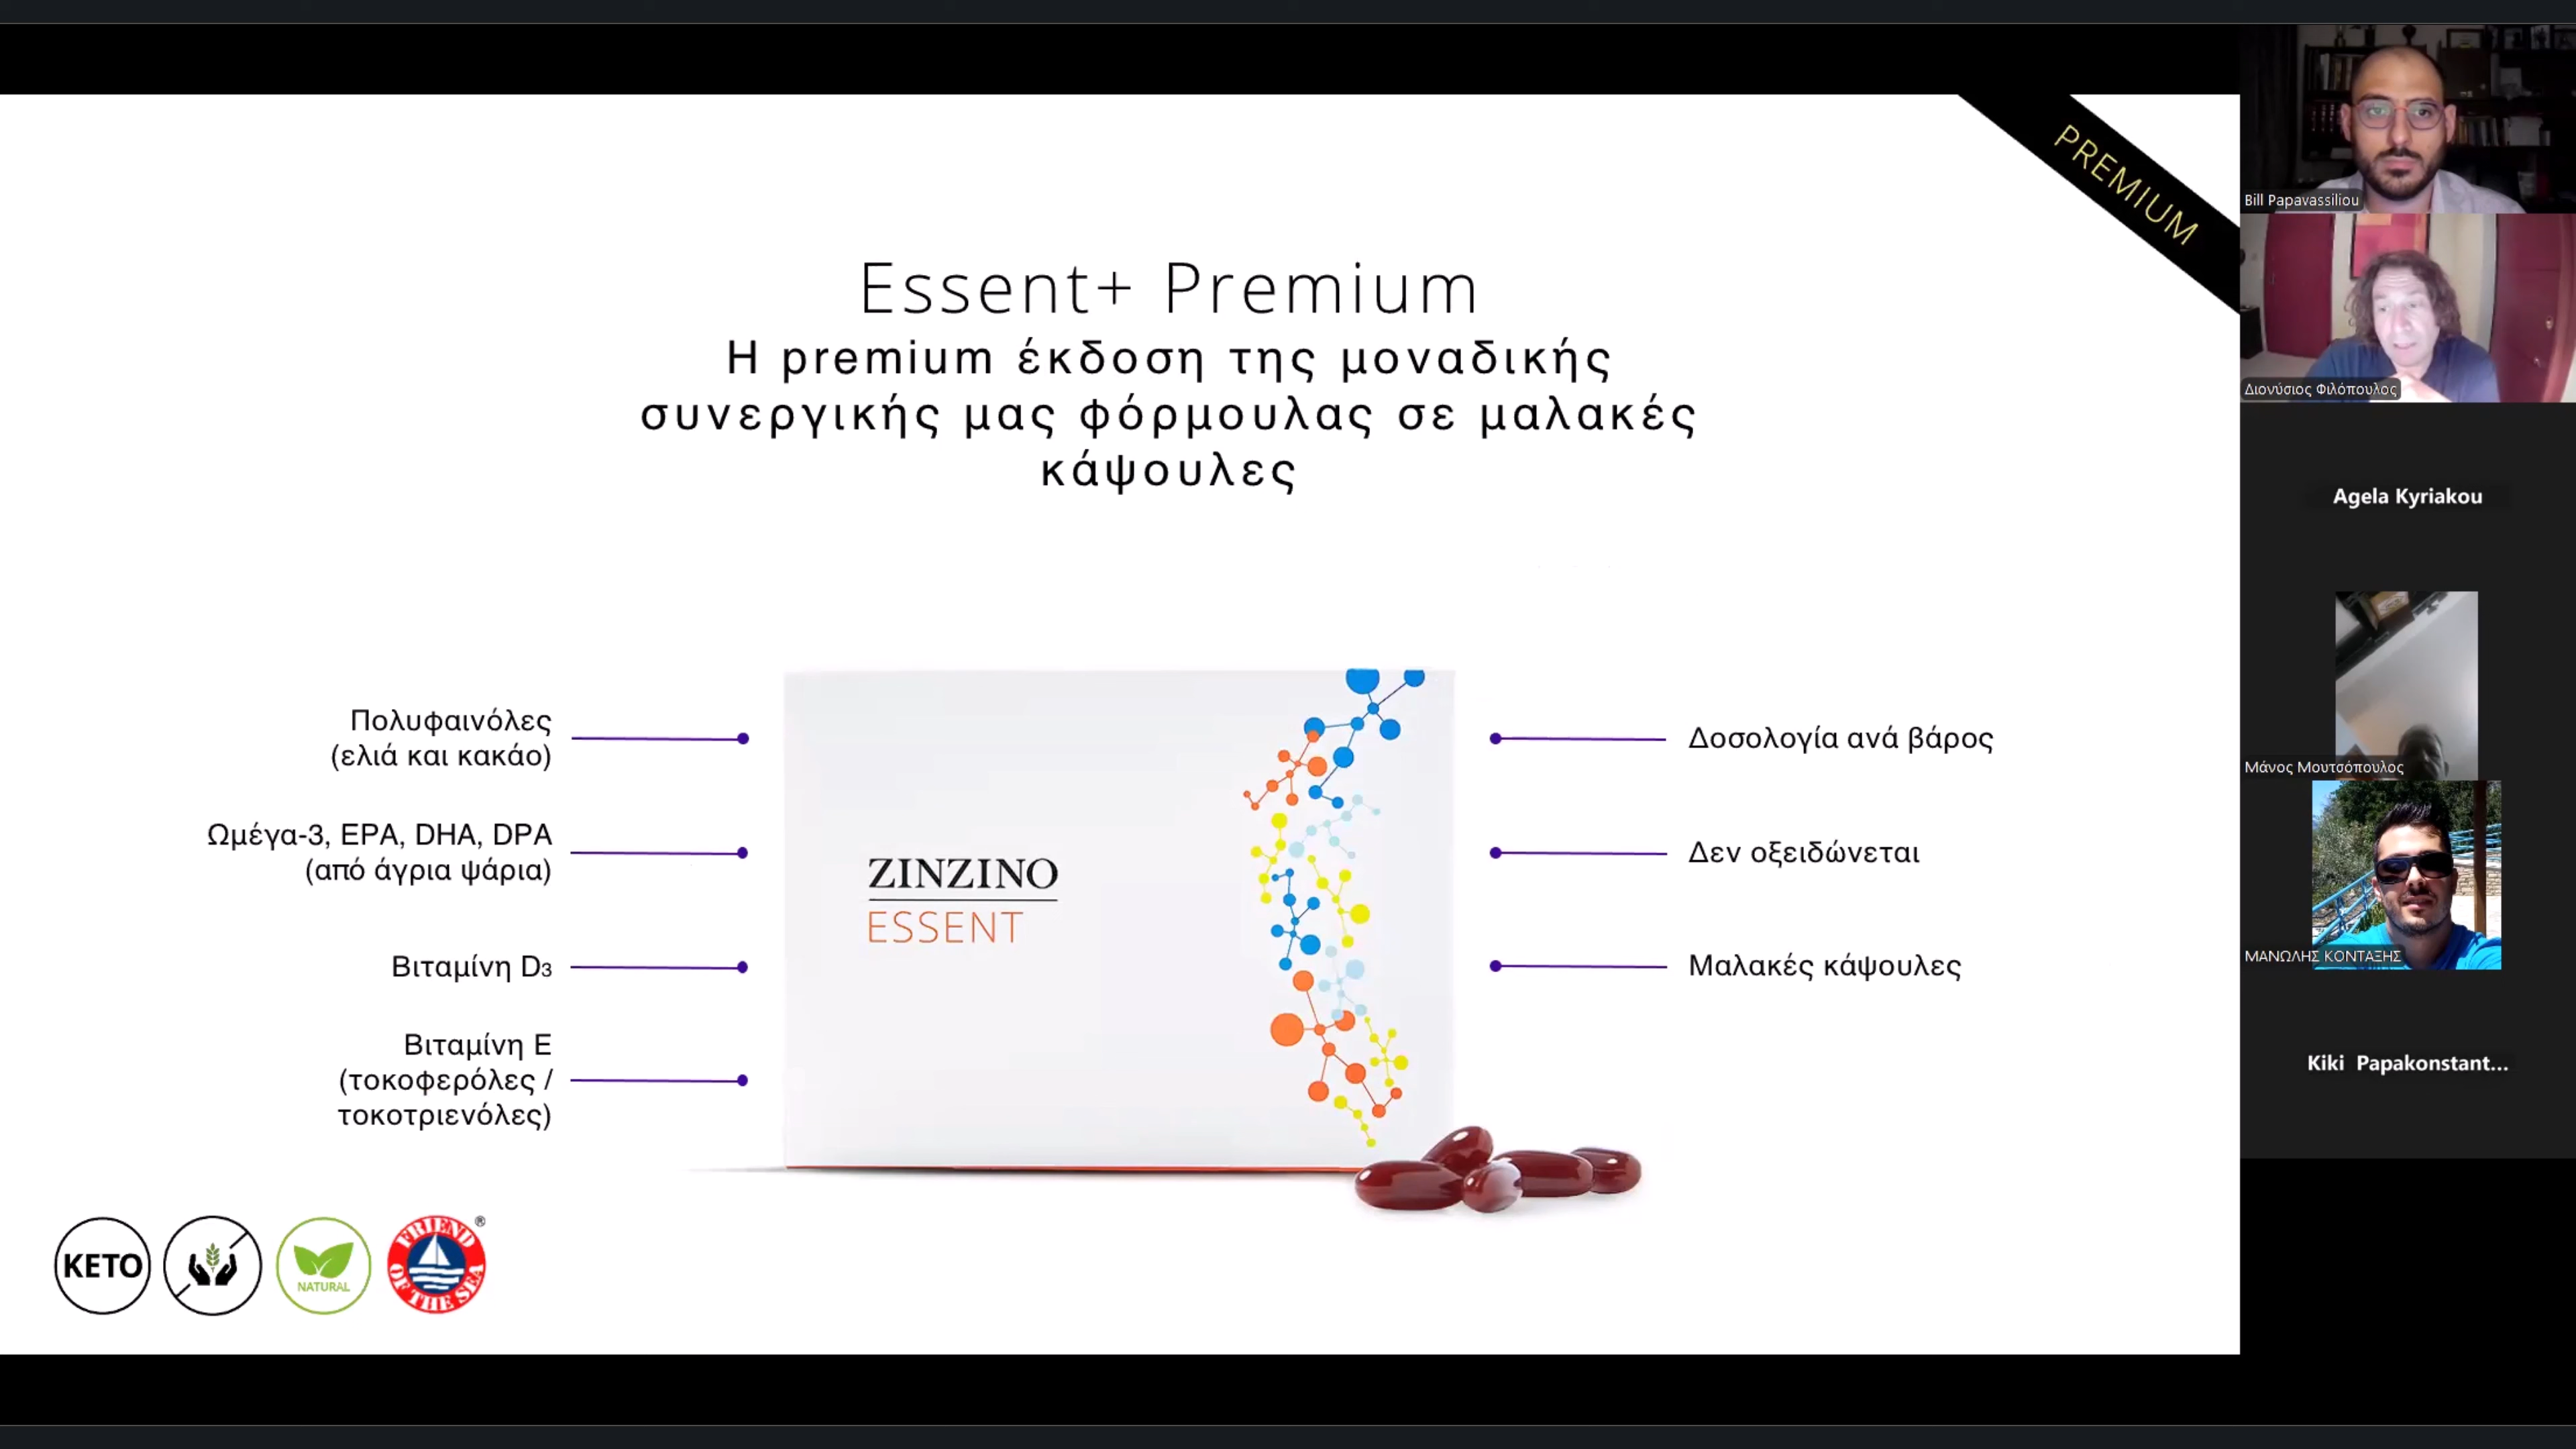 PREMIUM
Essent+ Premium
Η premium έκδοση της μοναδικής
συνεργικής μας φόρμουλας σε μαλακές
κάψουλες
Πολυφαινόλες
(ελιά και κακάο)
Ωμέγα-3, EPA, DHA, DPA
(από άγρια ψάρια)
Βιταμίνη D₃
Βιταμίνη Ε
(τοκοφερόλες /
τοκοτριενόλες)
ZINZINO
ESSENT
Δοσολογία ανά βάρος
Δεν οξειδώνεται
Μαλακές κάψουλες
KETO
NATURAL
FRIEND
OF THE SEA
®
Bill Papavassiliou
Διονύσιος Φιλόπουλος
Agela Kyriakou
Μάνος Μουτσόπουλος
ΜΑΝΩΛΗΣ ΚΟΝΤΑΞΗΣ
Kiki Papakonstant...